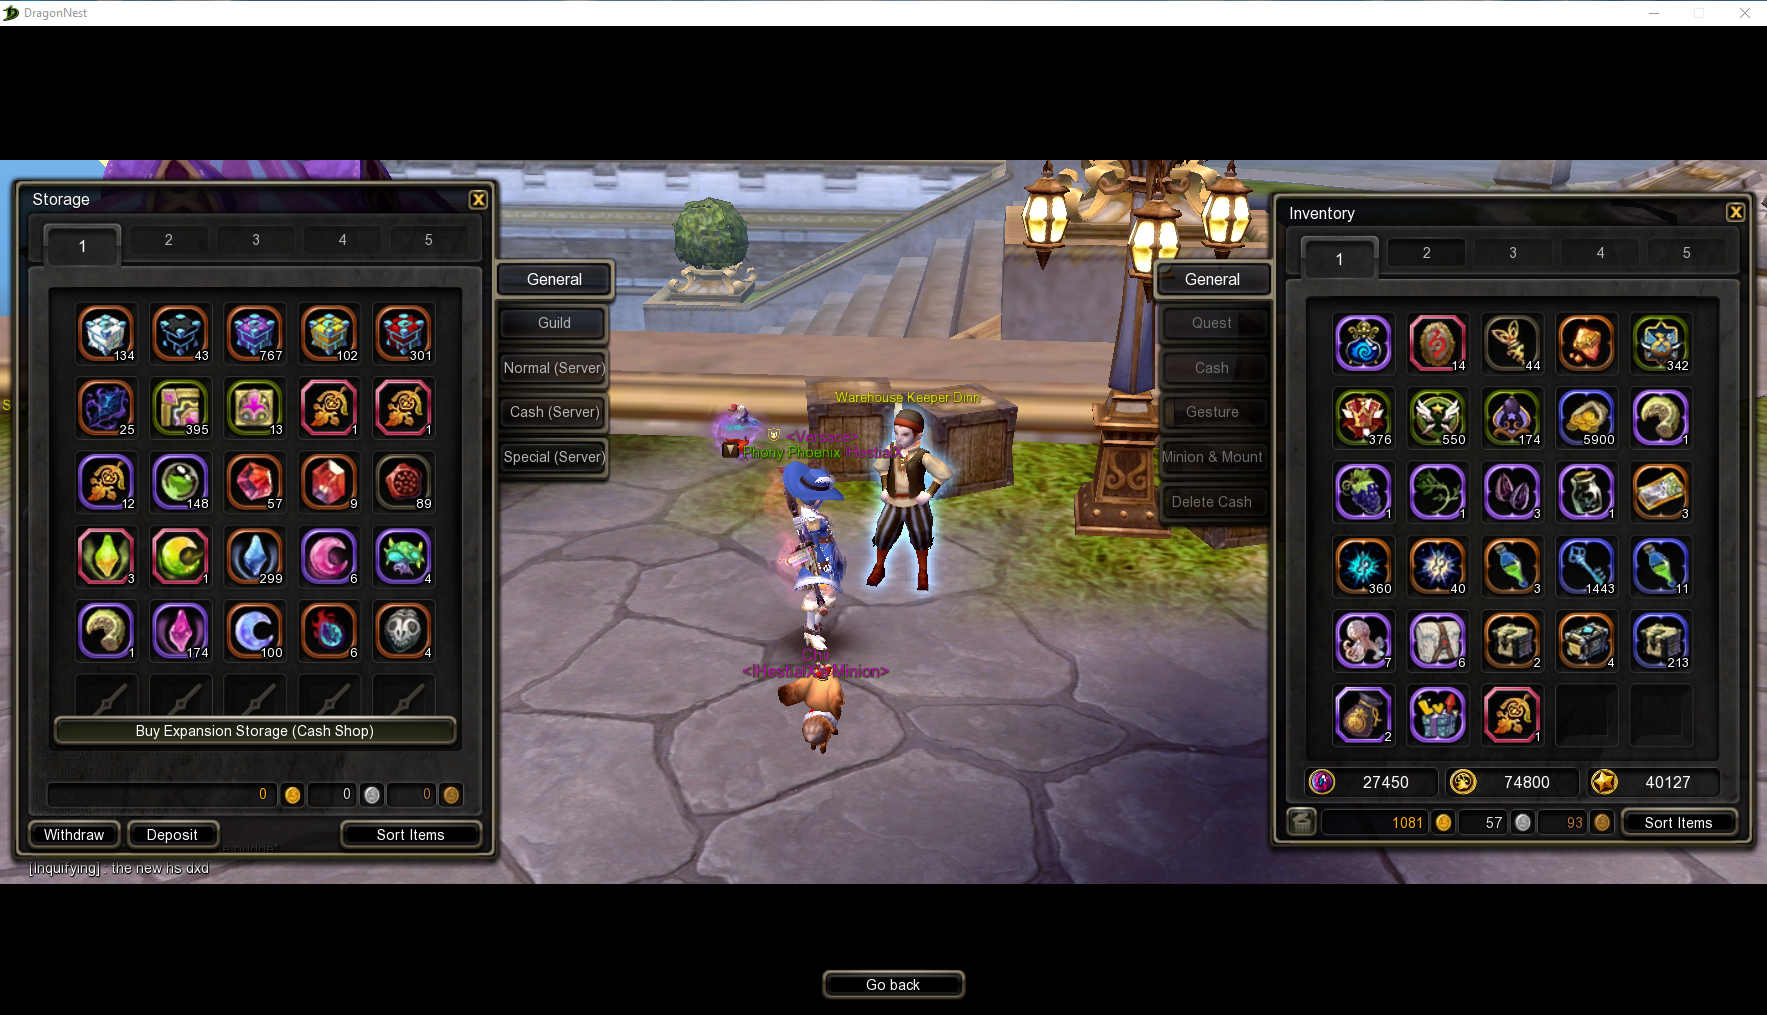 DragonNest
Storage
1 2 3 4 5
134 43 767 102 301
25 395 13 1 1
12 148 57 9 89
3 1 299 6 4
1 174 100 6 4
Buy Expansion Storage (Cash Shop)
0 0 0
Withdraw Deposit Sort Items
[Inquifying] : the new hs dxd
General
Guild
Normal (Server)
Cash (Server)
Special (Server)
Warehouse Keeper Dinn
Phony Phoenix
Minion>
General
Quest
Cash
Gesture
Minion & Mount
Delete Cash
Inventory
1 2 3 4 5
14 44 342
376 550 174 5900 1
1 1 3 1 3
360 40 3 1443 11
7 6 2 4 213
2 1
27450 74800 40127
1081 57 93 Sort Items
Go back